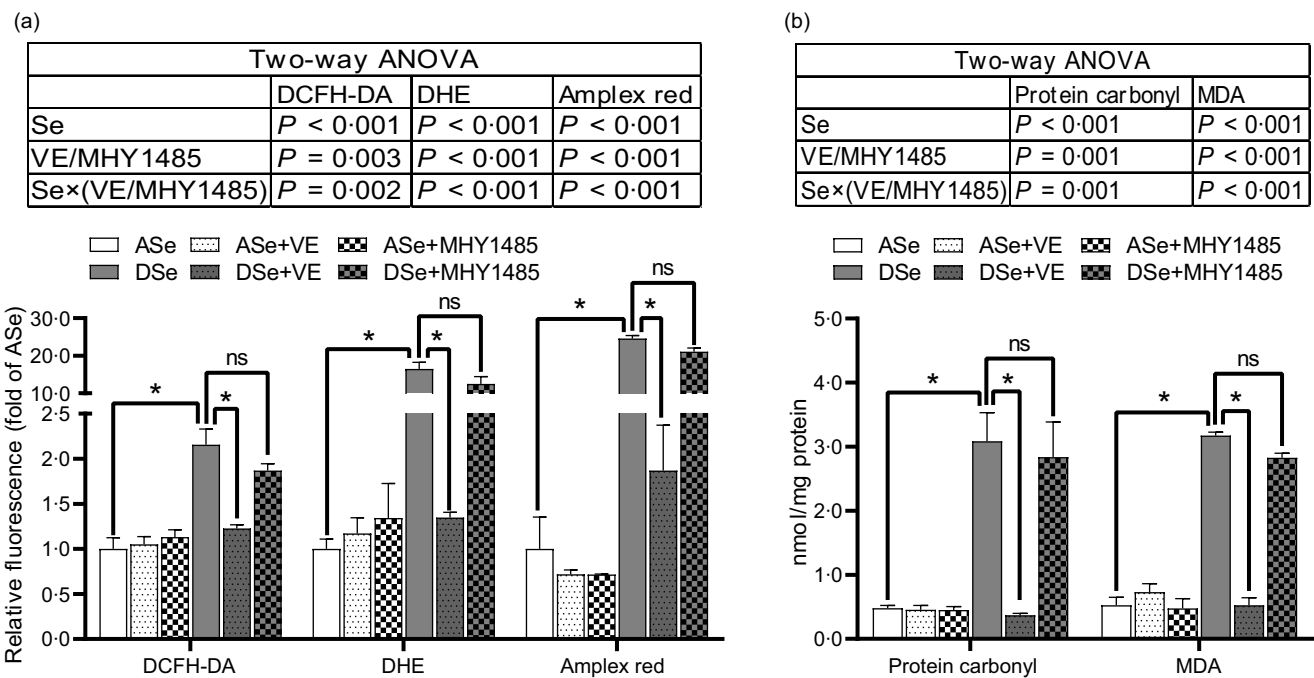 (a)
Two-way ANOVA
DCFH-DA DHE Amplex red
Se P < 0·001 P < 0·001 P < 0·001
VE/MHY1485 P = 0·003 P < 0·001 P < 0·001
Se×(VE/MHY1485) P = 0·002 P < 0·001 P < 0·001
ASe ASe+VE ASe+MHY1485
DSe DSe+VE DSe+MHY1485
Relative fluorescence (fold of ASe)
30·0
20·0
10·0
2·5
2·0
1·5
1·0
0·5
0·0
* * ns
* * ns
* * ns
DCFH-DA DHE Amplex red
(b)
Two-way ANOVA
Protein carbonyl MDA
Se P < 0·001 P < 0·001
VE/MHY1485 P = 0·001 P < 0·001
Se×(VE/MHY1485) P = 0·001 P < 0·001
ASe ASe+VE ASe+MHY1485
DSe DSe+VE DSe+MHY1485
nmol/mg protein
5·0
4·0
3·0
2·0
1·0
0·0
* * ns
* * ns
Protein carbonyl MDA